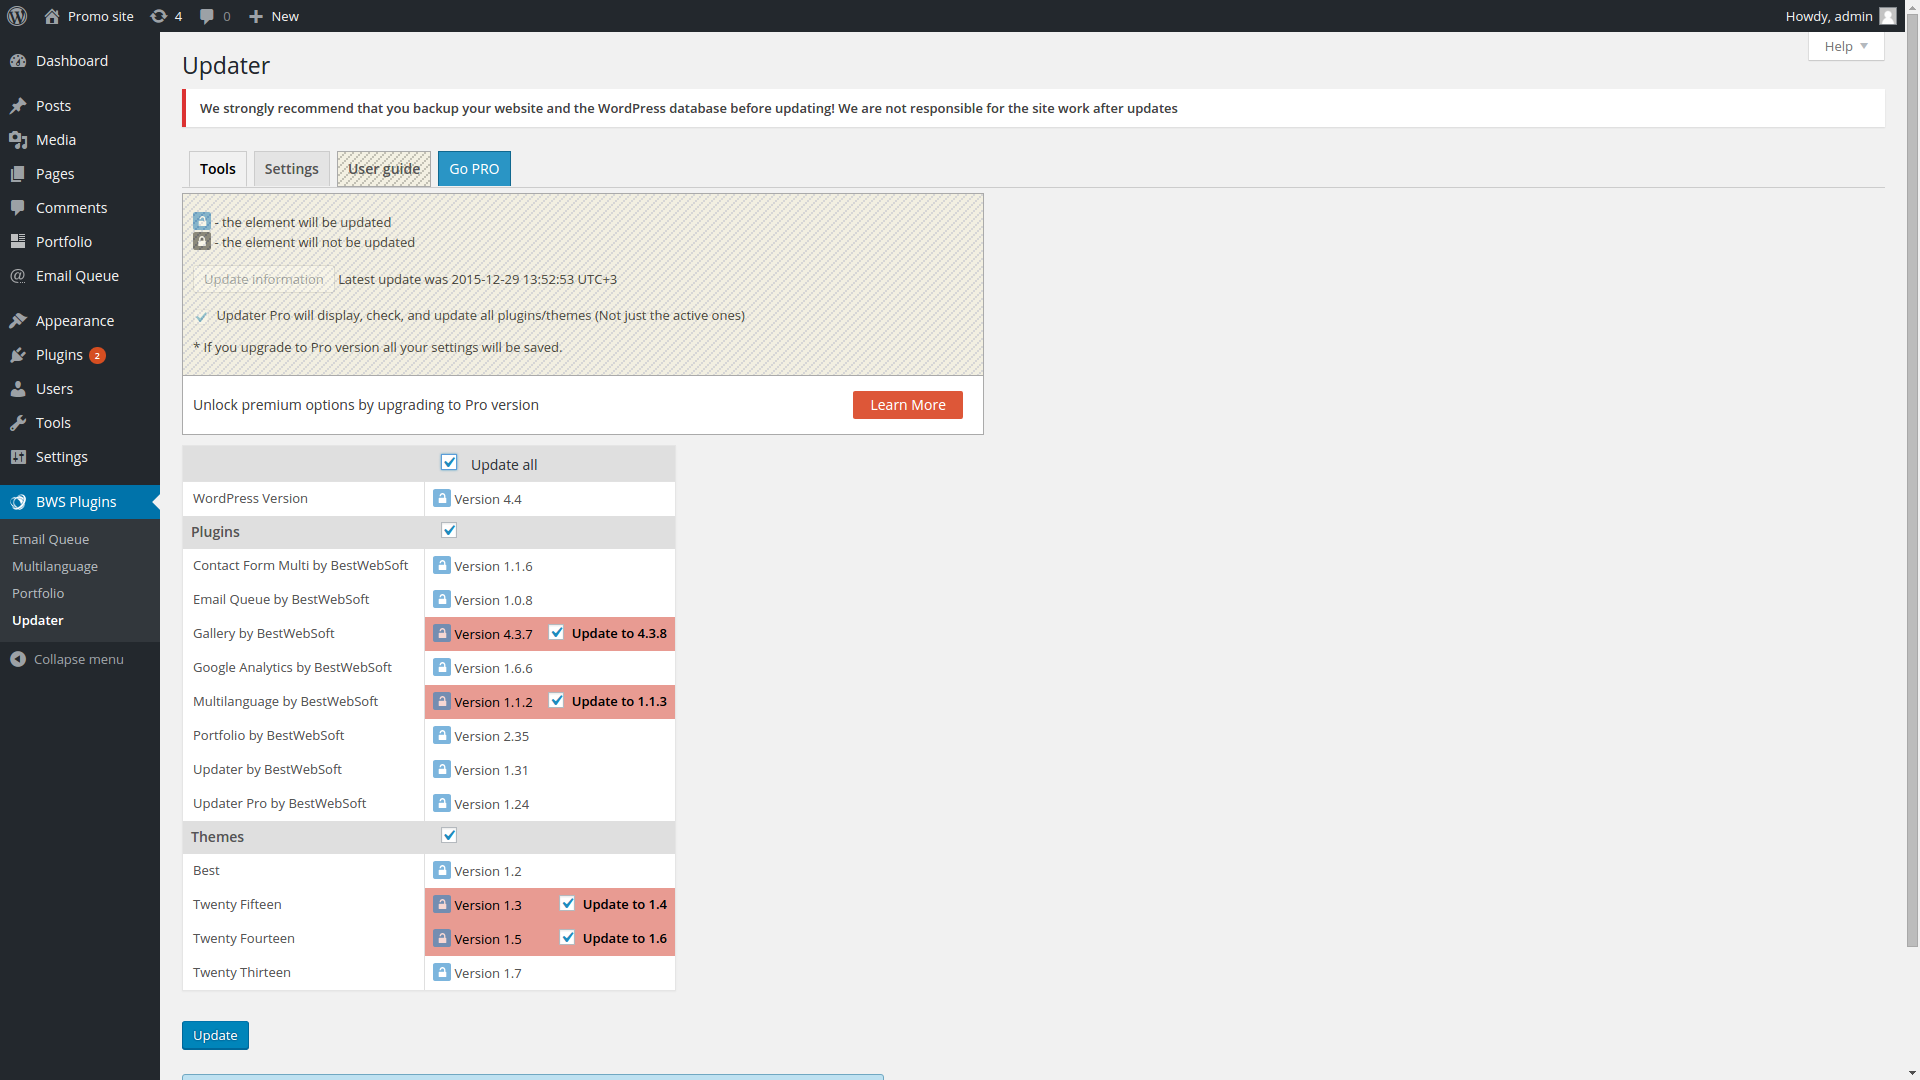 Promo site 4 0 New Howdy, admin
Help
Dashboard
Posts
Media
Pages
Comments
Portfolio
@ Email Queue
Appearance
Plugins 2
Users
Tools
Settings
BWS Plugins
Email Queue
Multilanguage
Portfolio
Updater
Collapse menu
Updater
We strongly recommend that you backup your website and the WordPress database before updating! We are not responsible for the site work after updates
Tools Settings User guide Go PRO
- the element will be updated
- the element will not be updated
Update information Latest update was 2015-12-29 13:52:53 UTC+3
Updater Pro will display, check, and update all plugins/themes (Not just the active ones)
* If you upgrade to Pro version all your settings will be saved.
Unlock premium options by upgrading to Pro version Learn More
Update all
WordPress Version Version 4.4
Plugins
Contact Form Multi by BestWebSoft Version 1.1.6
Email Queue by BestWebSoft Version 1.0.8
Gallery by BestWebSoft Version 4.3.7 Update to 4.3.8
Google Analytics by BestWebSoft Version 1.6.6
Multilanguage by BestWebSoft Version 1.1.2 Update to 1.1.3
Portfolio by BestWebSoft Version 2.35
Updater by BestWebSoft Version 1.31
Updater Pro by BestWebSoft Version 1.24
Themes
Best Version 1.2
Twenty Fifteen Version 1.3 Update to 1.4
Twenty Fourteen Version 1.5 Update to 1.6
Twenty Thirteen Version 1.7
Update